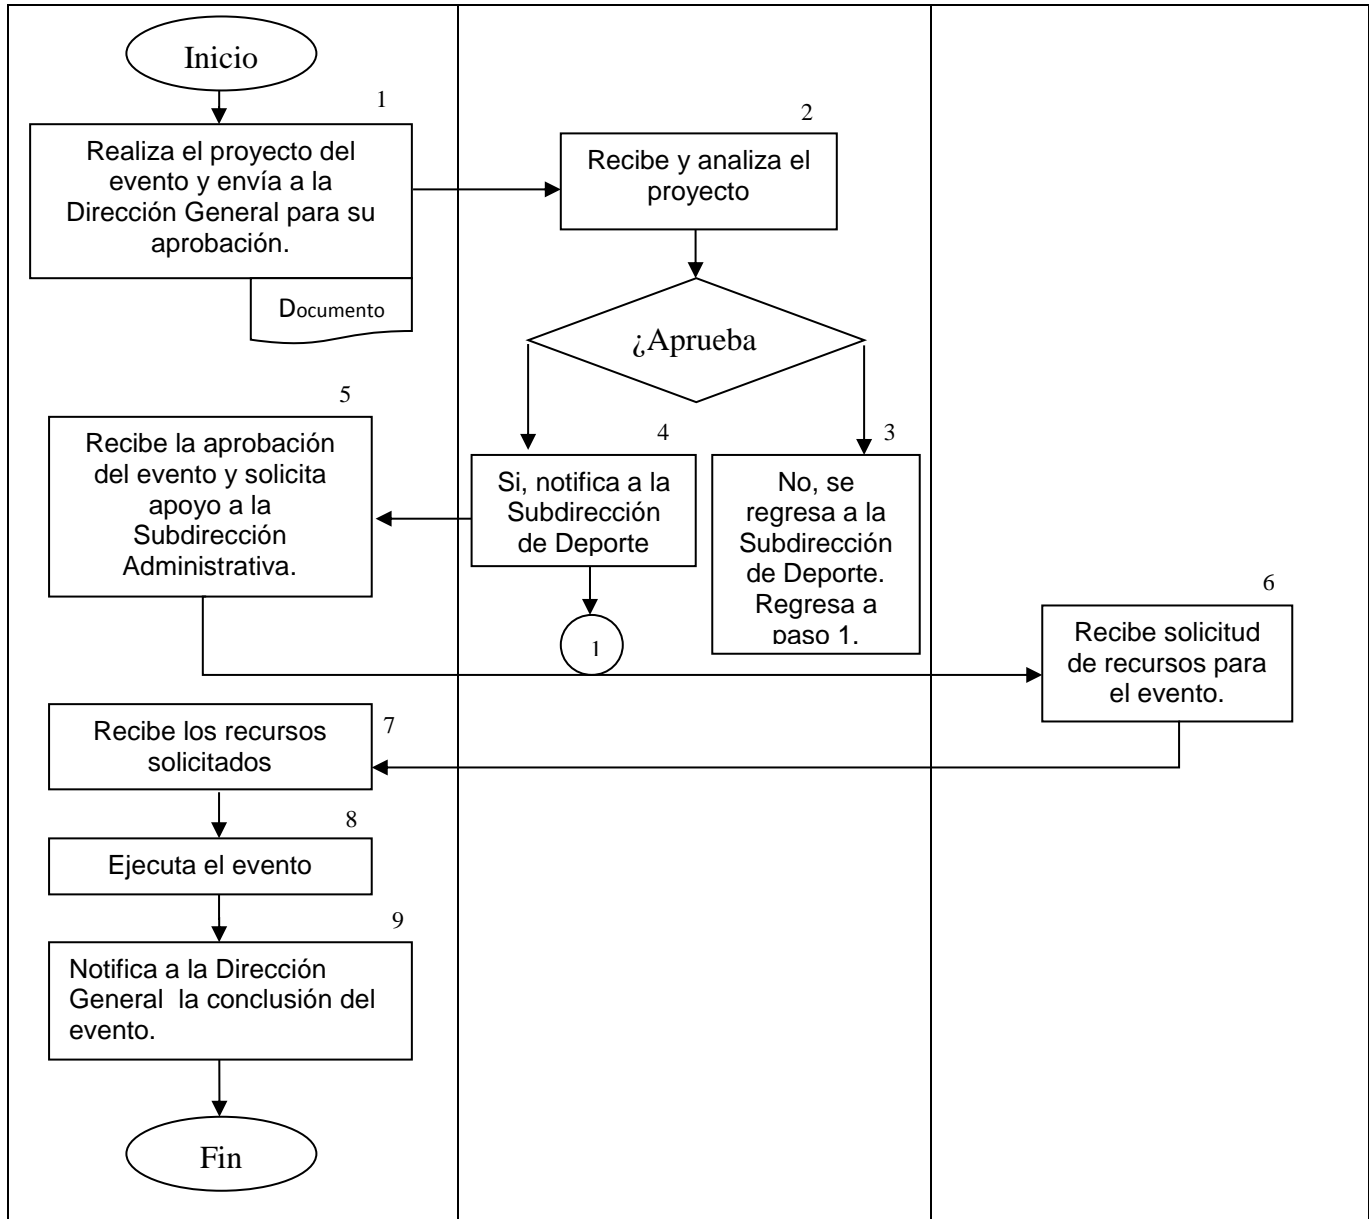 Inicio
1
Realiza el proyecto del
evento y envía a la
Dirección General para su
aprobación.
Documento
2
Recibe y analiza el
proyecto
¿Aprueba
4
Si, notifica a la
Subdirección
de Deporte
1
3
No, se
regresa a la
Subdirección
de Deporte.
Regresa a
paso 1.
5
Recibe la aprobación
del evento y solicita
apoyo a la
Subdirección
Administrativa.
6
Recibe solicitud
de recursos para
el evento.
7
Recibe los recursos
solicitados
8
Ejecuta el evento
9
Notifica a la Dirección
General la conclusión del
evento.
Fin